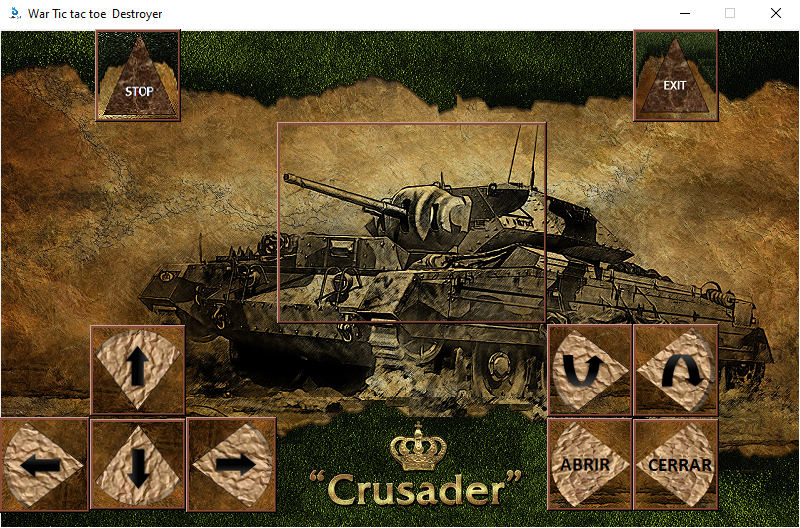 War Tic tac toe Destroyer
STOP
EXIT
ABRIR
CERRAR
"Crusader"